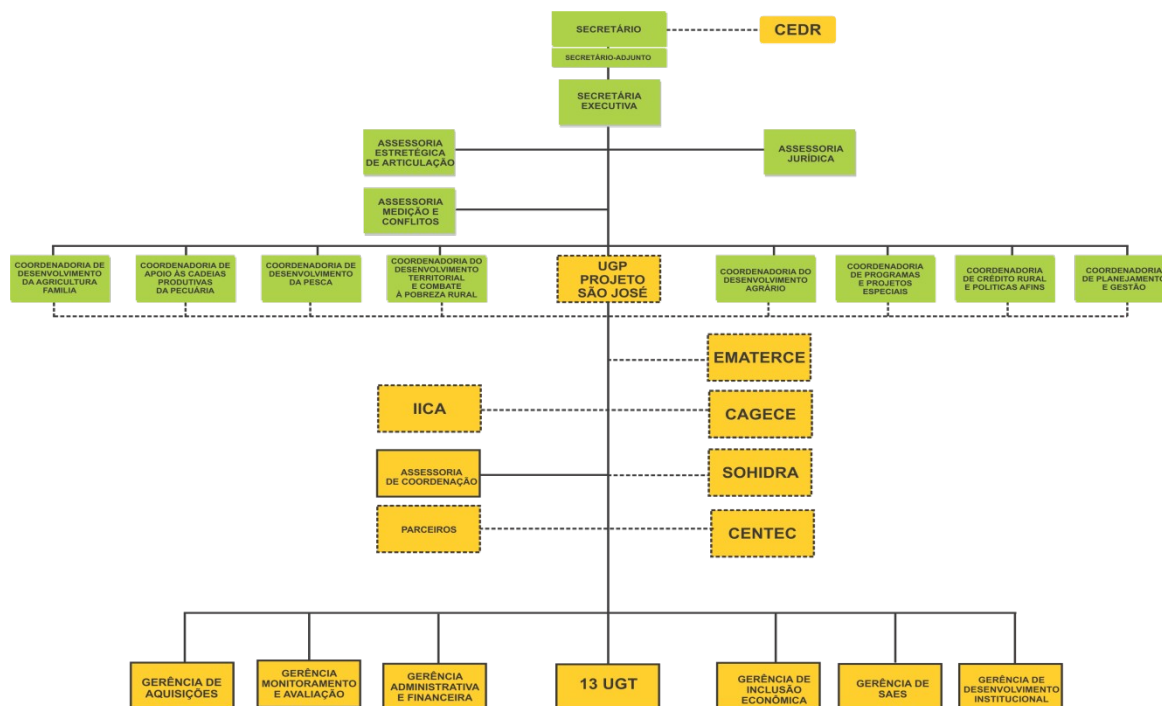 SECRETÁRIO
CEDR
SECRETÁRIO-ADJUNTO
SECRETÁRIA
EXECUTIVA
ASSESSORIA
ESTRETÉGICA
DE ARTICULAÇÃO
ASSESSORIA
JURÍDICA
ASSESSORIA
MEDIÇÃO E
CONFLITOS
COORDENADORIA DE
DESENVOLVIMENTO
DA AGRICULTURA
FAMILIA
COORDENADORIA DE
APOIO ÀS CADEIAS
PRODUTIVAS
DA PECUÁRIA
COORDENADORIA DE
DESENVOLVIMENTO
DA PESCA
COORDENADORIA DO
DESENVOLVIMENTO
TERRITORIAL
E COMBATE
À POBREZA RURAL
UGP
PROJETO
SÃO JOSÉ
COORDENADORIA DO
DESENVOLVIMENTO
AGRÁRIO
COORDENADORIA
DE PROGRAMAS
E PROJETOS
ESPECIAIS
COORDENADORIA
DE CRÉDITO RURAL
E POLITICAS AFINS
COORDENADORIA
DE PLANEJAMENTO
E GESTÃO
EMATERCE
IICA
CAGECE
ASSESSORIA
DE COORDENAÇÃO
SOHIDRA
PARCEIROS
CENTEC
GERÊNCIA DE
AQUISIÇÕES
GERÊNCIA
MONITORAMENTO
E AVALIAÇÃO
GERÊNCIA
ADMINISTRATIVA
E FINANCEIRA
13 UGT
GERÊNCIA DE
INCLUSÃO
ECONÔMICA
GERÊNCIA
DE SAES
GERÊNCIA DE
DESENVOLVIMENTO
INSTITUCIONAL